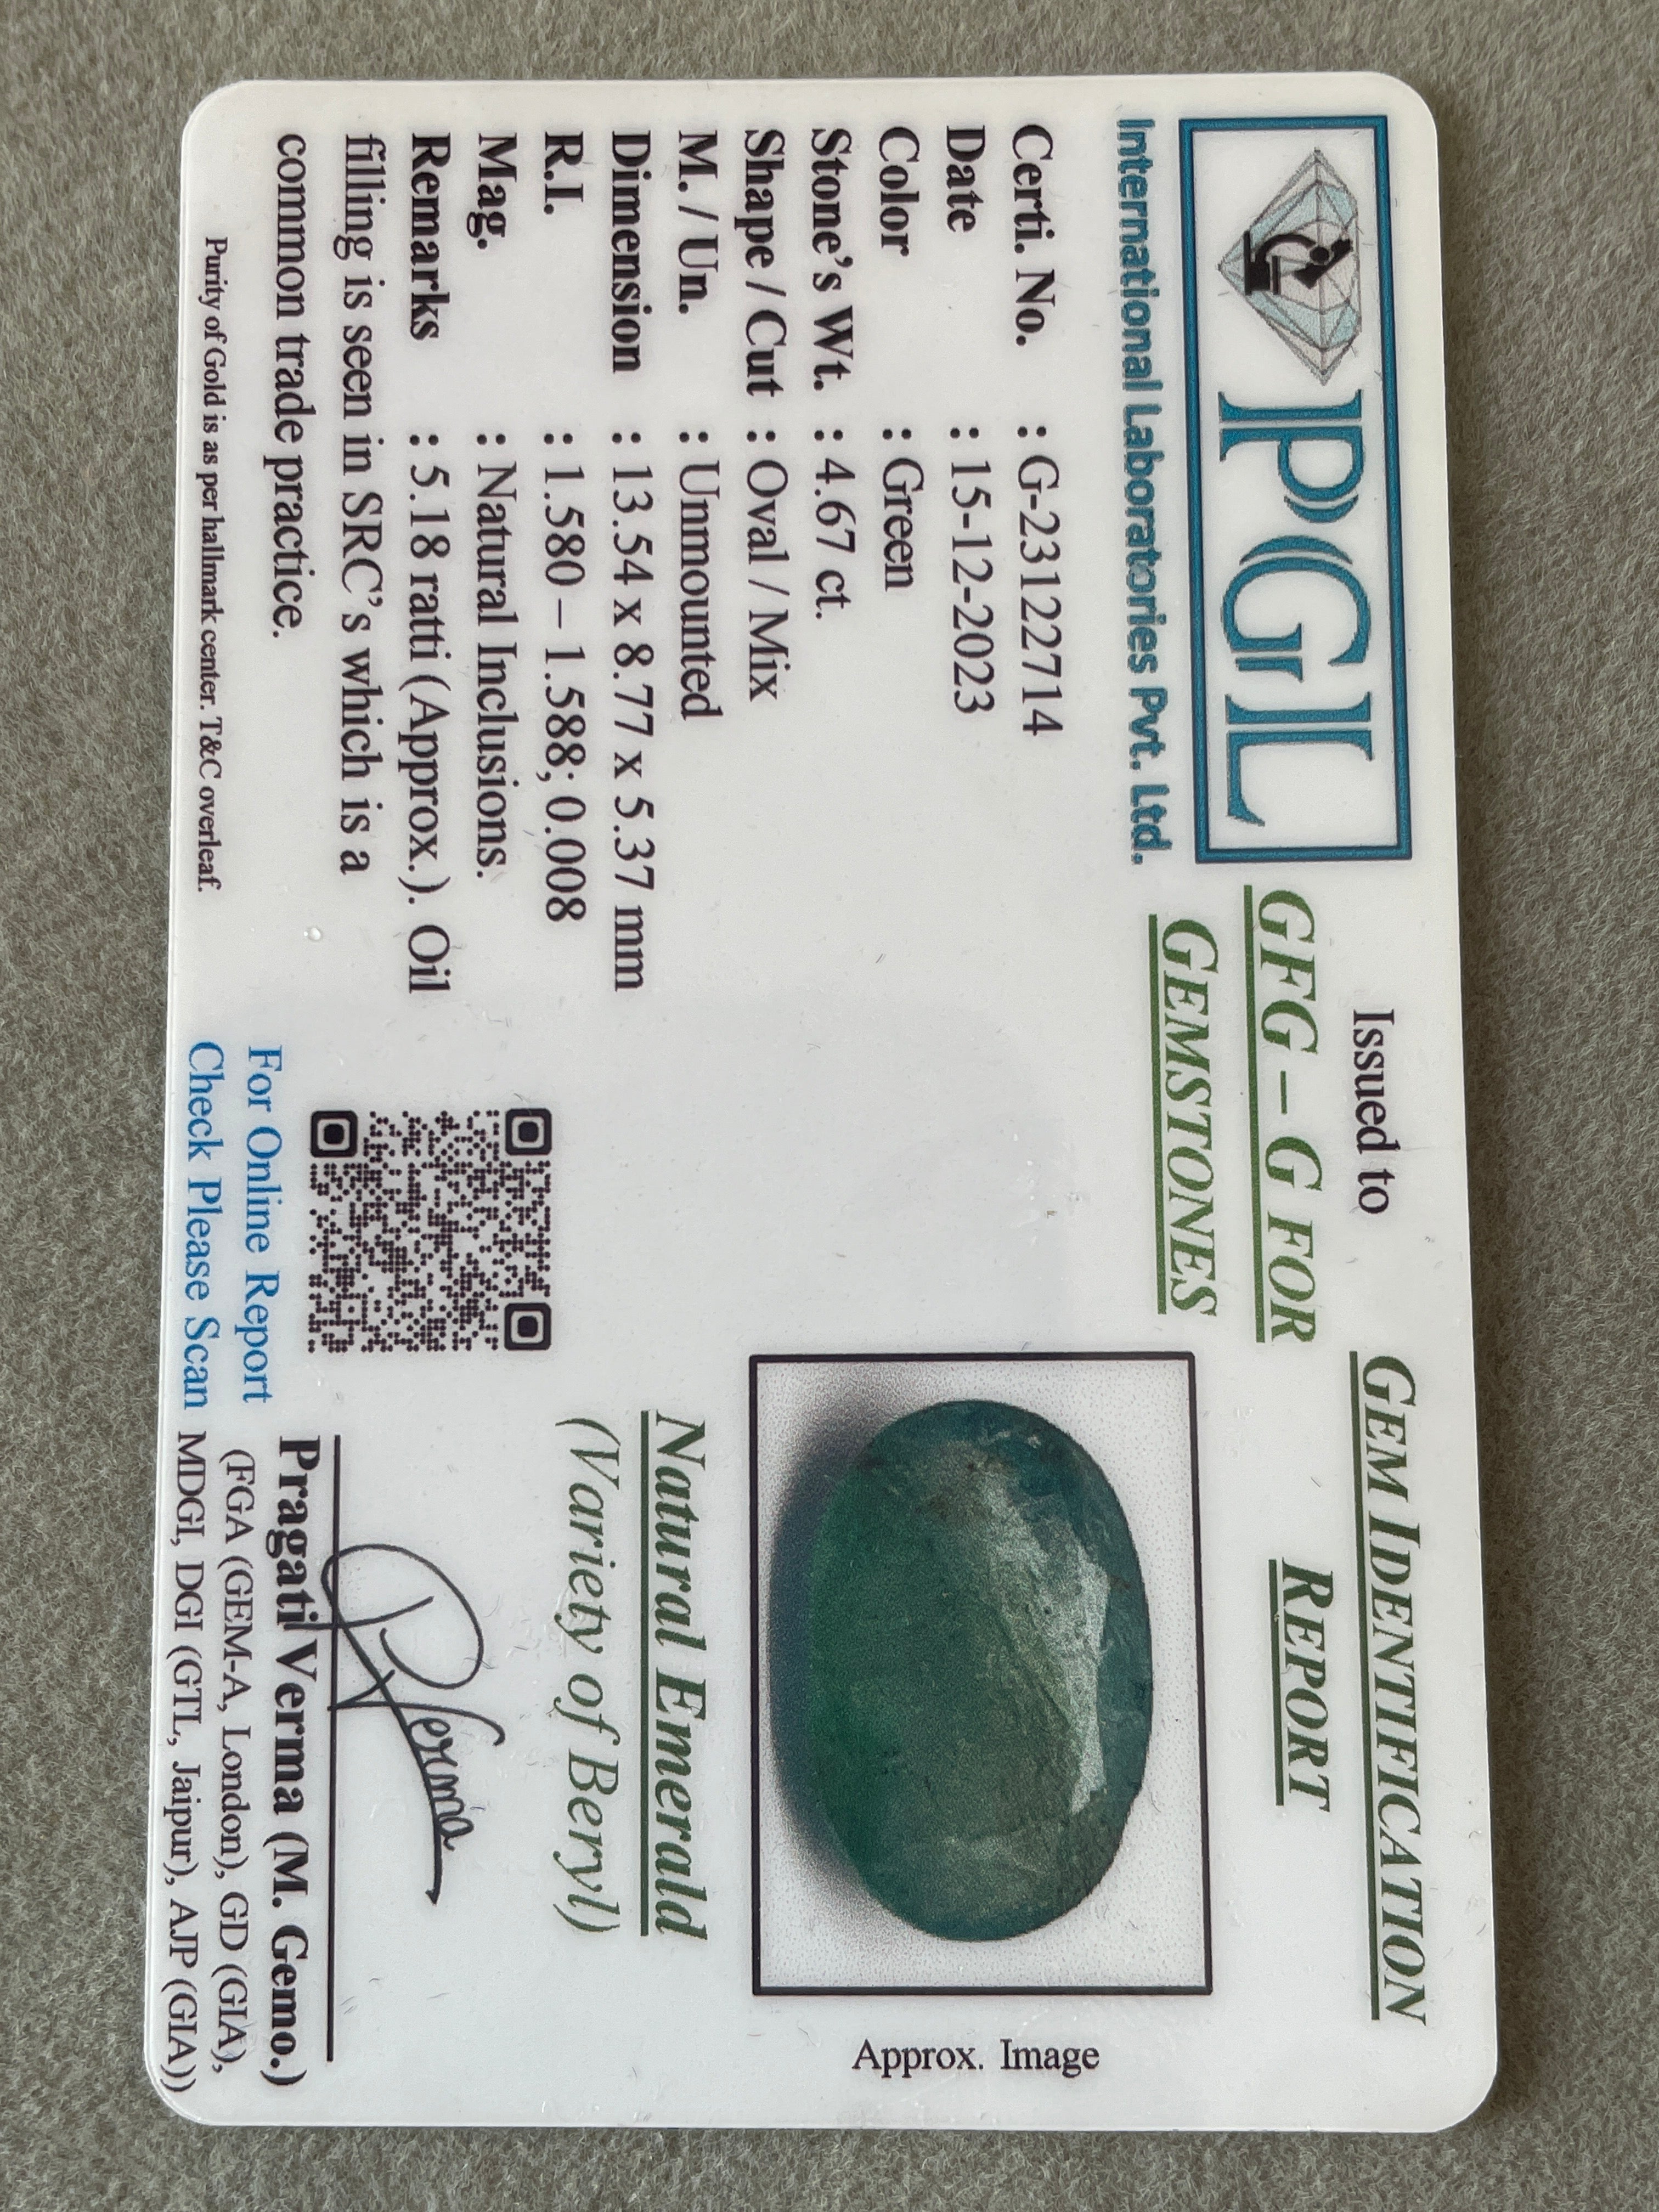 PGL
International Laboratories Pvt. Ltd.
Issued to
GFG – G FOR
GEMSTONES
GEM IDENTIFICATION
REPORT
Certi. No. : G-23122714
Date : 15-12-2023
Color : Green
Stone's Wt. : 4.67 ct.
Shape / Cut : Oval / Mix
M. / Un. : Unmounted
Dimension : 13.54 x 8.77 x 5.37 mm
R.I. : 1.580 – 1.588; 0.008
Mag. : Natural Inclusions.
Remarks : 5.18 ratti (Approx.). Oil
filling is seen in SRC's which is a
common trade practice.
Purity of Gold is as per hallmark center. T&C overleaf.
For Online Report
Check Please Scan
Approx. Image
Natural Emerald
(Variety of Beryl)
PVerma
Pragati Verma (M. Gemo.)
(FGA (GEM-A, London), GD (GIA),
MDGI, DGI (GTL, Jaipur), AJP (GIA))